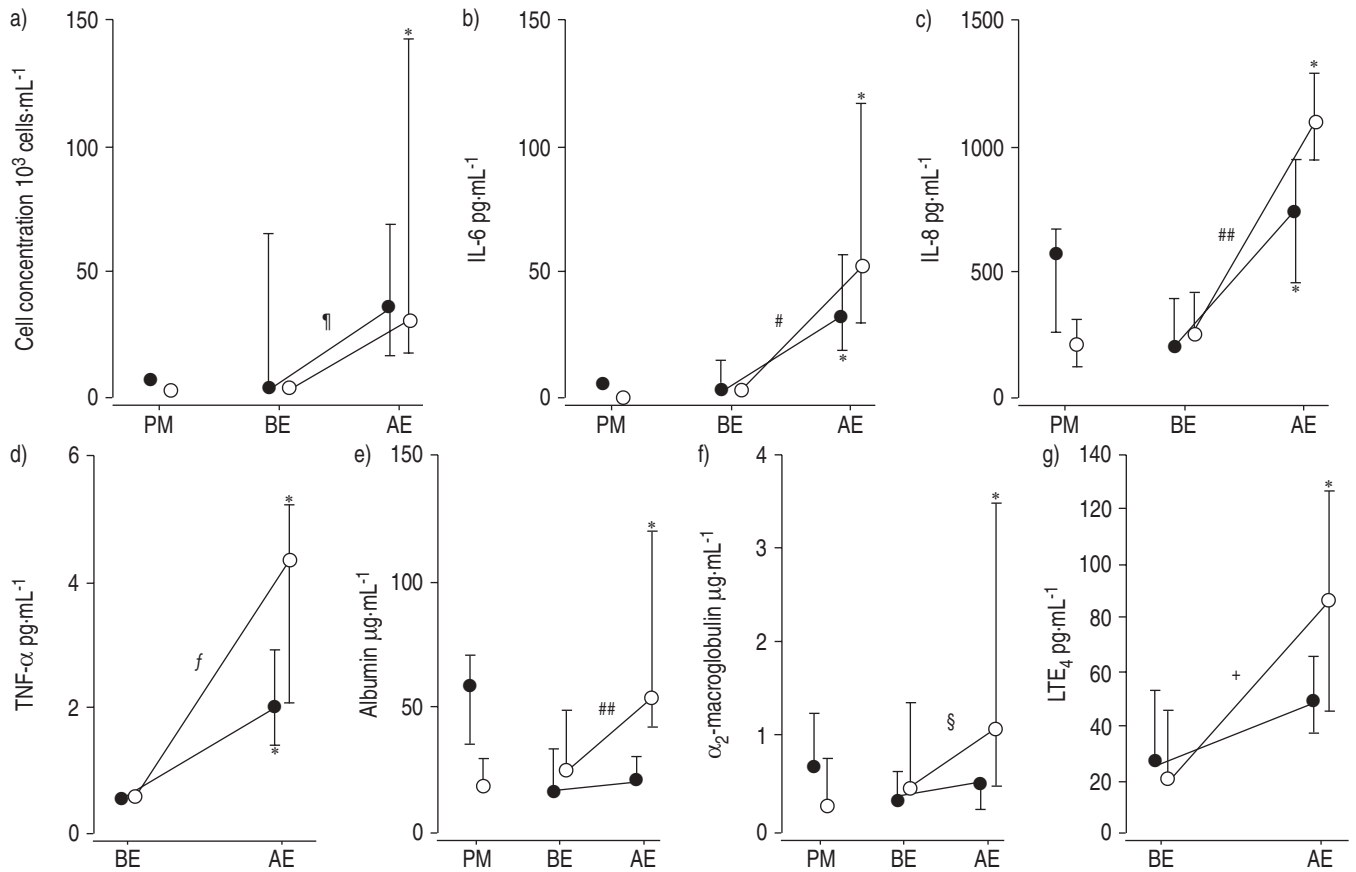 a)
Cell concentration 10³ cells·mL⁻¹
150
100
50
0
*
¶
PM
BE
AE
b)
IL-6 pg·mL⁻¹
150
100
50
0
*
#
*
PM
BE
AE
c)
IL-8 pg·mL⁻¹
1500
1000
500
0
*
##
*
PM
BE
AE
d)
TNF-α pg·mL⁻¹
6
4
2
0
*
ƒ
*
BE
AE
e)
Albumin µg·mL⁻¹
150
100
50
0
*
##
PM
BE
AE
f)
α₂-macroglobulin µg·mL⁻¹
4
3
2
1
0
*
§
PM
BE
AE
g)
LTE₄ pg·mL⁻¹
140
120
100
80
60
40
20
0
*
+
BE
AE